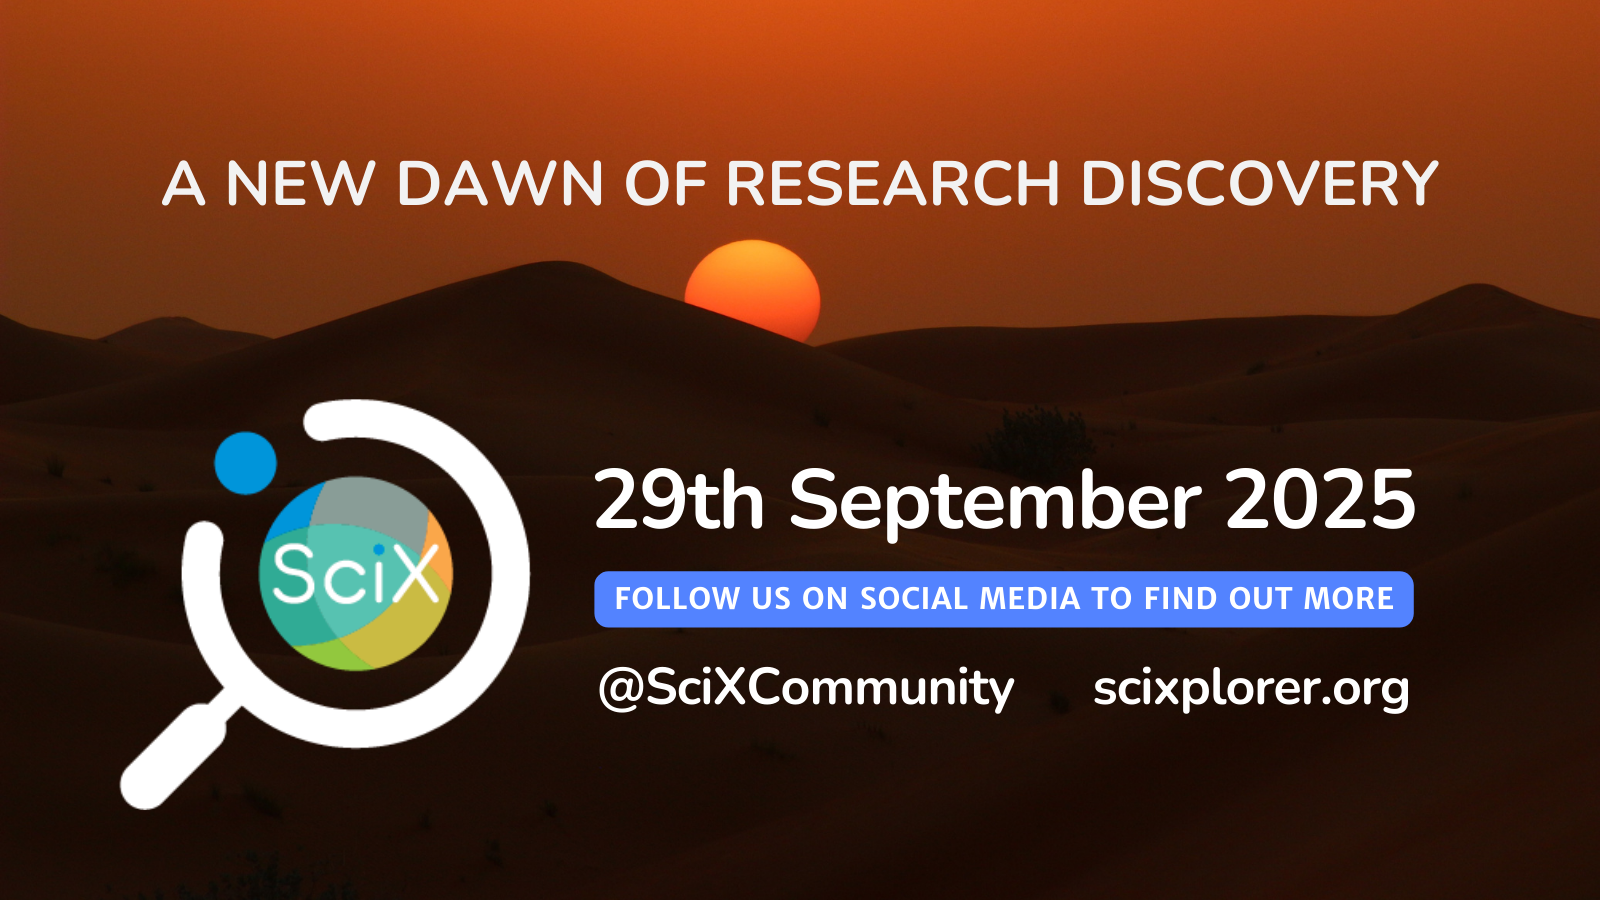 A NEW DAWN OF RESEARCH DISCOVERY
SciX
29th September 2025
FOLLOW US ON SOCIAL MEDIA TO FIND OUT MORE
@SciXCommunity scixplorer.org